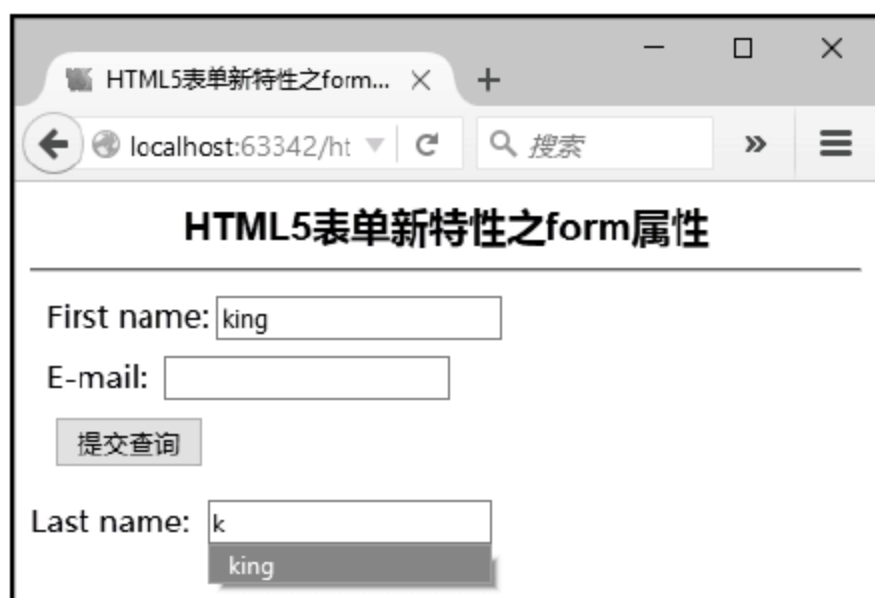 HTML5表单新特性之form...
localhost:63342/ht
搜索
HTML5表单新特性之form属性
First name: king
E-mail:
提交查询
Last name: k
king